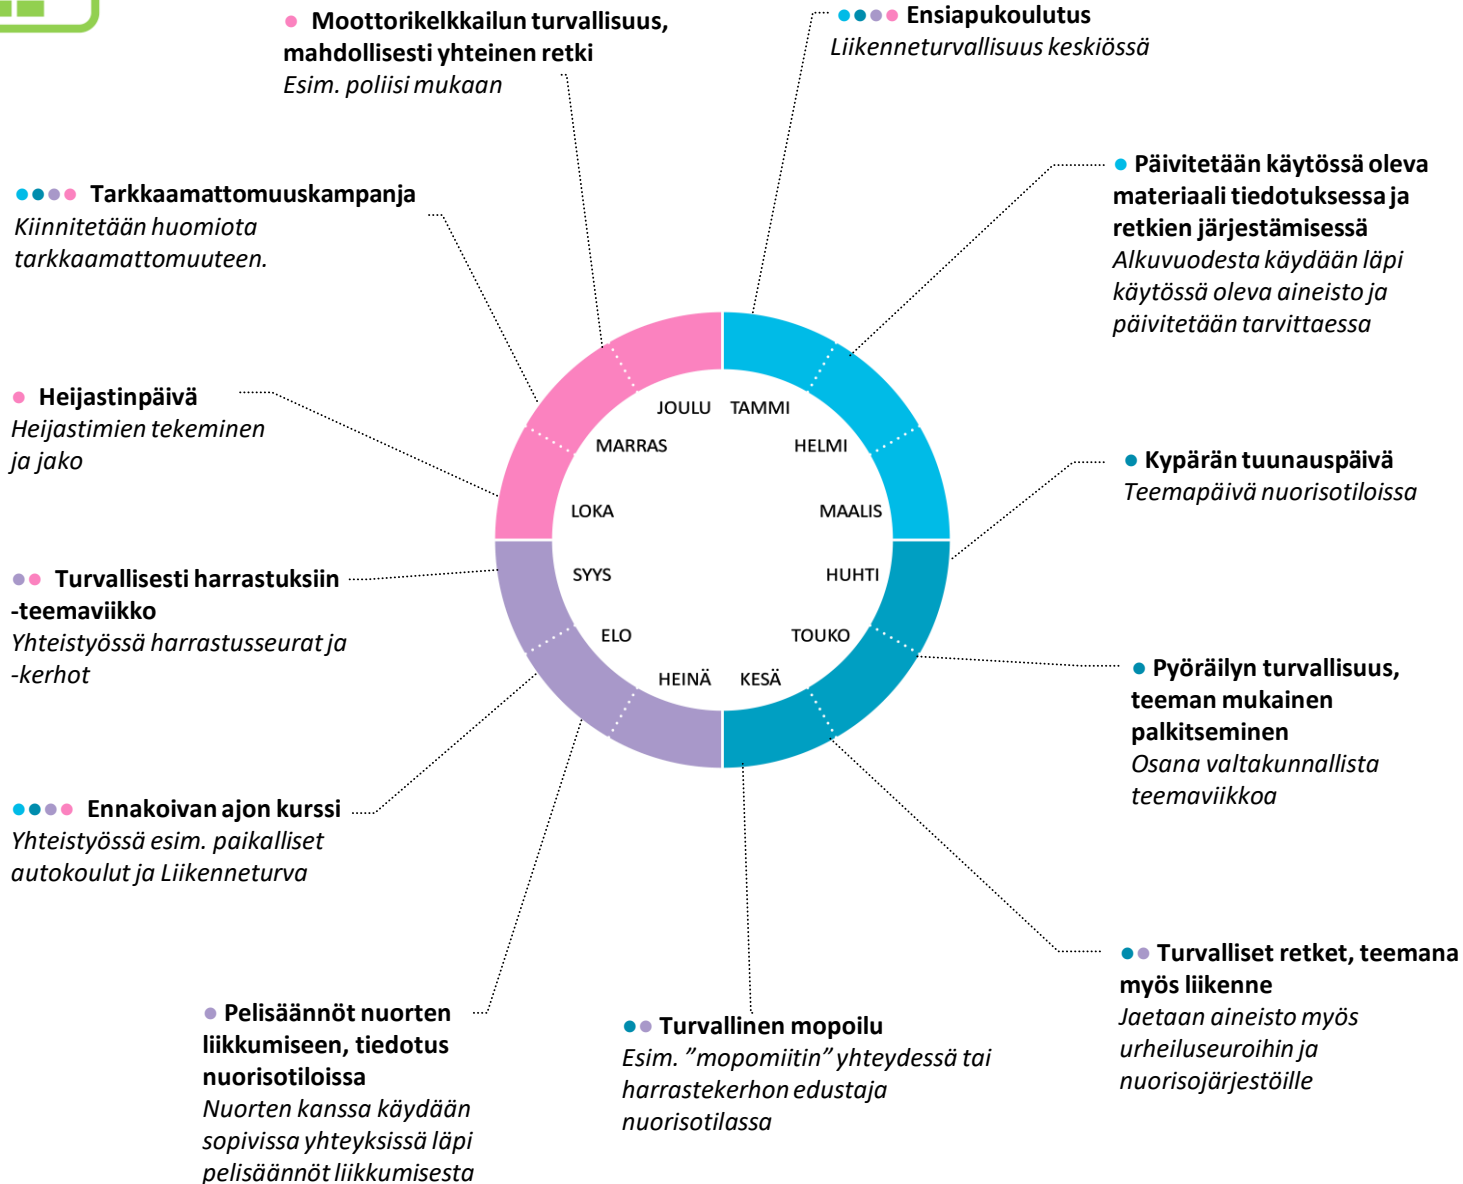 Moottorikelkkailun turvallisuus,
mahdollisesti yhteinen retki
Esim. poliisi mukaan
Ensiapukoulutus
Liikenneturvallisuus keskiössä
Päivitetään käytössä oleva
materiaali tiedotuksessa ja
retkien järjestämisessä
Alkuvuodesta käydään läpi
käytössä oleva aineisto ja
päivitetään tarvittaessa
Tarkkaamattomuuskampanja
Kiinnitetään huomiota
tarkkaamattomuuteen.
Heijastinpäivä
Heijastimien tekeminen
ja jako
Kypärän tuunauspäivä
Teemapäivä nuorisotiloissa
JOULU
TAMMI
MARRAS
HELMI
LOKA
MAALIS
SYYS
HUHTI
ELO
TOUKO
HEINÄ
KESÄ
Turvallisesti harrastuksiin
-teemaviikko
Yhteistyössä harrastusseurat ja
-kerhot
Pyöräilyn turvallisuus,
teeman mukainen
palkitseminen
Osana valtakunnallista
teemaviikkoa
Ennakoivan ajon kurssi
Yhteistyössä esim. paikalliset
autokoulut ja Liikenneturva
Turvalliset retket, teemana
myös liikenne
Jaetaan aineisto myös
urheiluseuroihin ja
nuorisojärjestöille
Pelisäännöt nuorten
liikkumiseen, tiedotus
nuorisotiloissa
Nuorten kanssa käydään
sopivissa yhteyksissä läpi
pelisäännöt liikkumisesta
Turvallinen mopoilu
Esim. ”mopomiitin” yhteydessä tai
harrastekerhon edustaja
nuorisotilassa